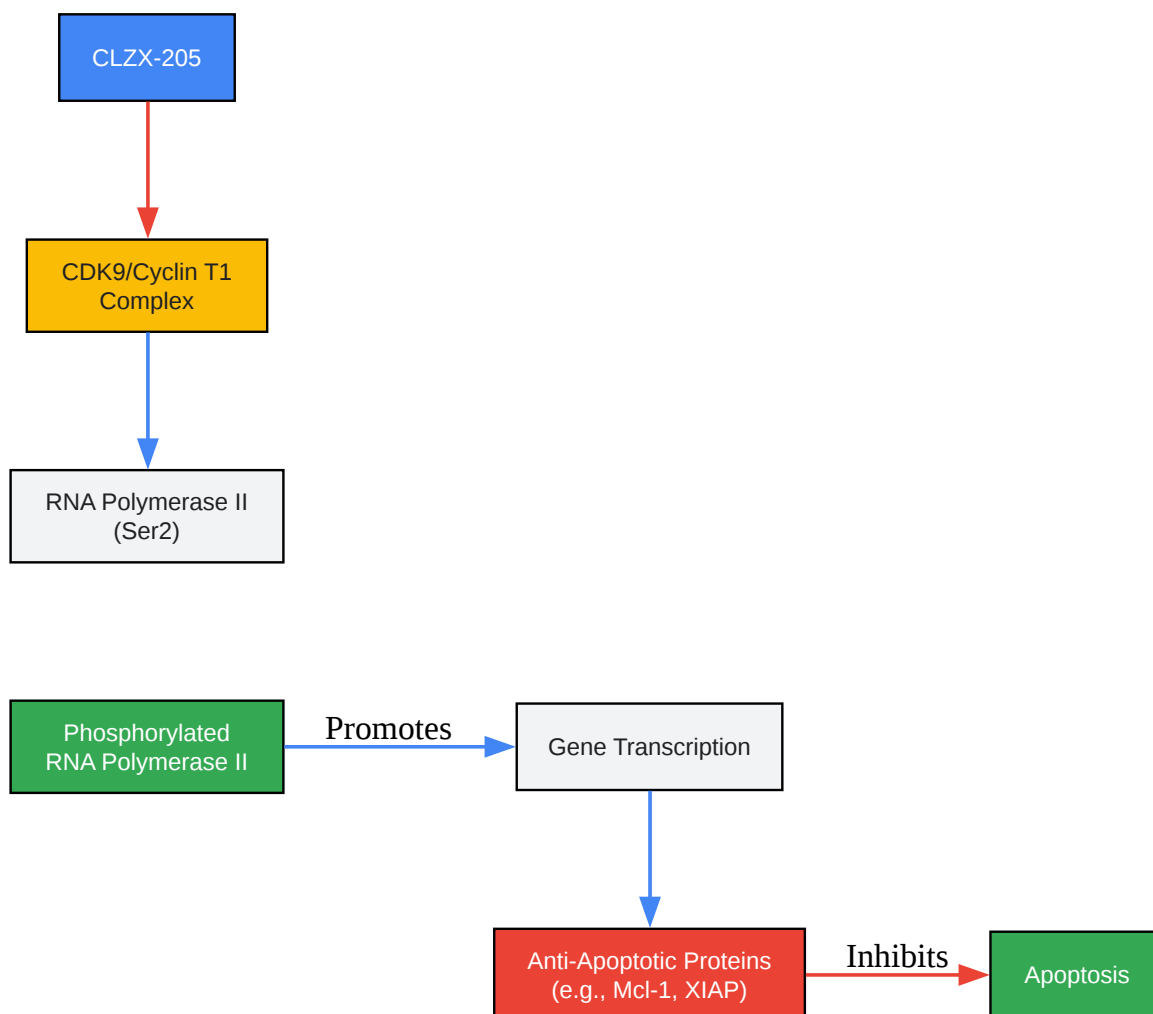 CLZX-205
CDK9/Cyclin T1
Complex
RNA Polymerase II
(Ser2)
Phosphorylated
RNA Polymerase II
Promotes
Gene Transcription
Anti-Apoptotic Proteins
(e.g., Mcl-1, XIAP)
Inhibits
Apoptosis